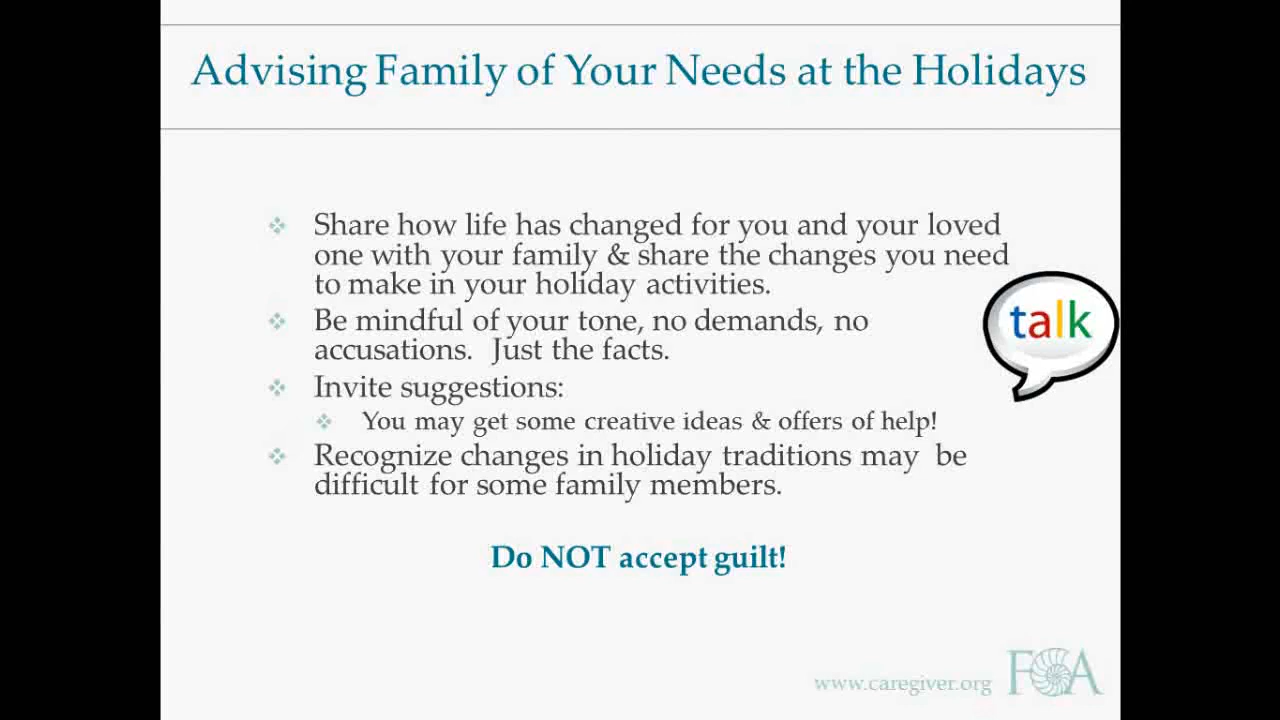 Advising Family of Your Needs at the Holidays
Share how life has changed for you and your loved
one with your family & share the changes you need
to make in your holiday activities.
talk
Be mindful of your tone, no demands, no
accusations.  Just the facts.
Invite suggestions:
You may get some creative ideas & offers of help!
Recognize changes in holiday traditions may  be
difficult for some family members.
Do NOT accept guilt!
www.caregiver.org
FCA